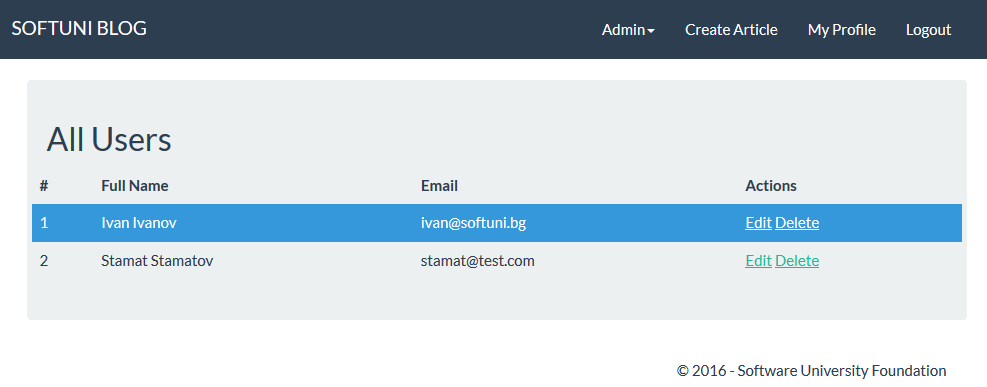 SOFTUNI BLOG Admin Create Article My Profile Logout
All Users
# Full Name Email Actions
1 Ivan Ivanov ivan@softuni.bg Edit Delete
2 Stamat Stamatov stamat@test.com Edit Delete
© 2016 - Software University Foundation